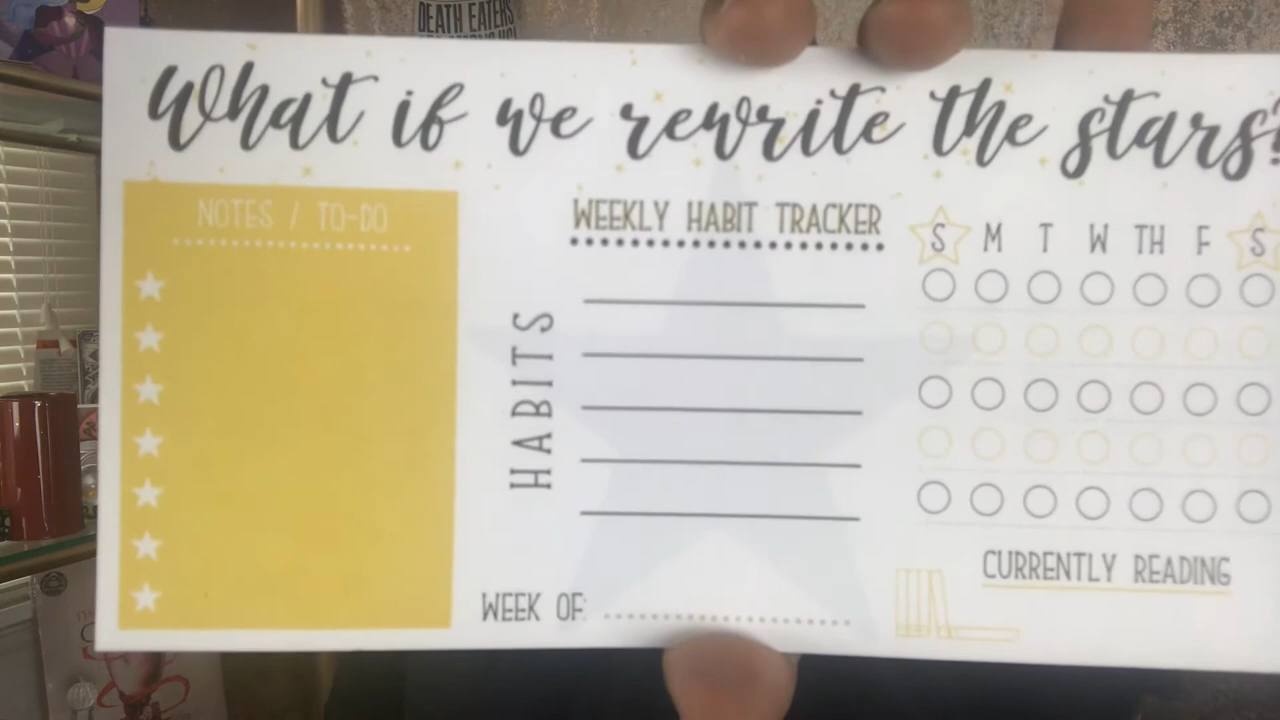 DEATH EATERS
What if we rewrite the stars?
NOTES / TO-DO
WEEKLY HABIT TRACKER
S M T W TH F S
HABITS
CURRENTLY READING
WEEK OF: